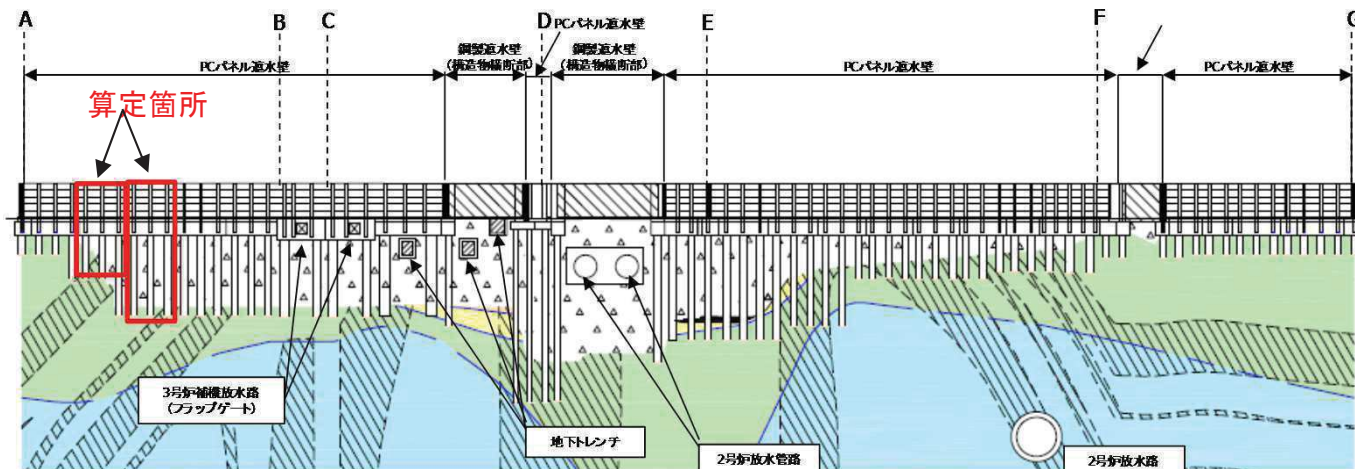 A
B
C
D
PCパネル遮水壁
E
F
G
鋼製遮水壁
(構造物横断部)
鋼製遮水壁
(構造物横断部)
PCパネル遮水壁
PCパネル遮水壁
PCパネル遮水壁
算定箇所
3号炉補機放水路
(フラップゲート)
地下トレンチ
2号炉放水管路
2号炉放水路